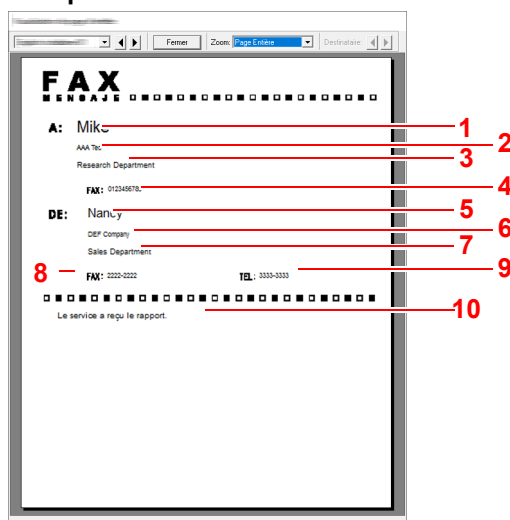 Fermer Zoom: Page Entière Destinataire:
FAX
MENSAJE
A: Mike 1
AAA Tec 2
Research Department 3
FAX: 012345678 4
DE: Nancy 5
DEF Company 6
Sales Department 7
8 FAX: 2222-2222 TEL: 3333-3333 9
Le service a reçu le rapport. 10